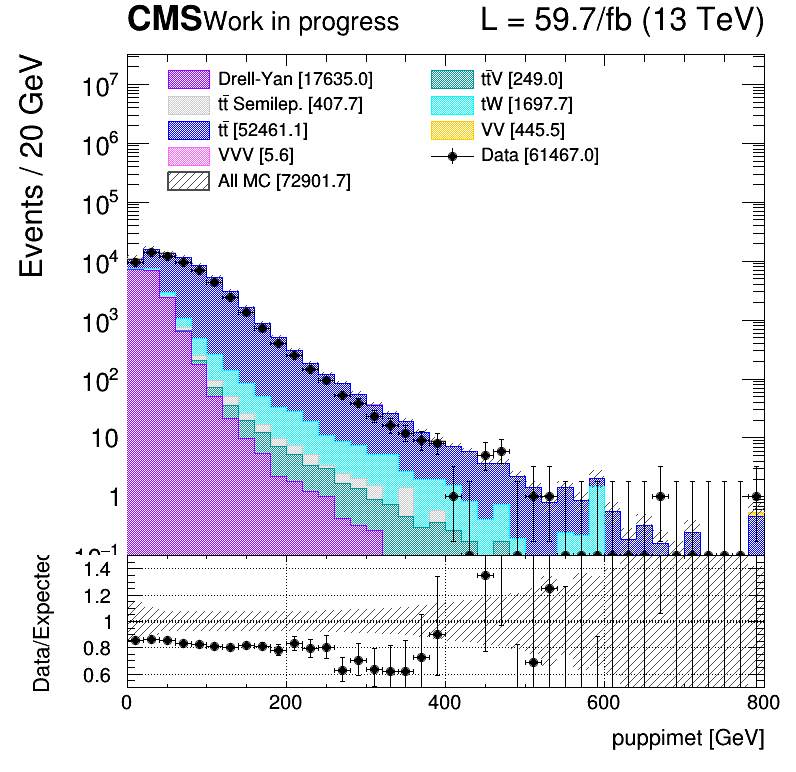 CMS Work in progress L = 59.7/fb (13 TeV)
Events / 20 GeV
Drell-Yan [17635.0] tt̄V [249.0]
tt̄ Semilep. [407.7] tW [1697.7]
tt̄ [52461.1] VV [445.5]
VVV [5.6] Data [61467.0]
All MC [72901.7]
10⁷
10⁶
10⁵
10⁴
10³
10²
10
1
10⁻¹
Data/Expected
1.4
1.2
1
0.8
0.6
0 200 400 600 800
puppimet [GeV]